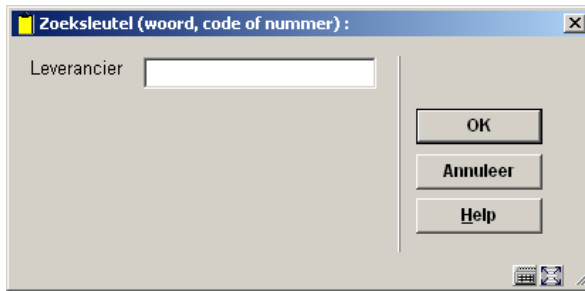 Zoeksleutel (woord, code of nummer) :
Leverancier
OK
Annuleer
Help